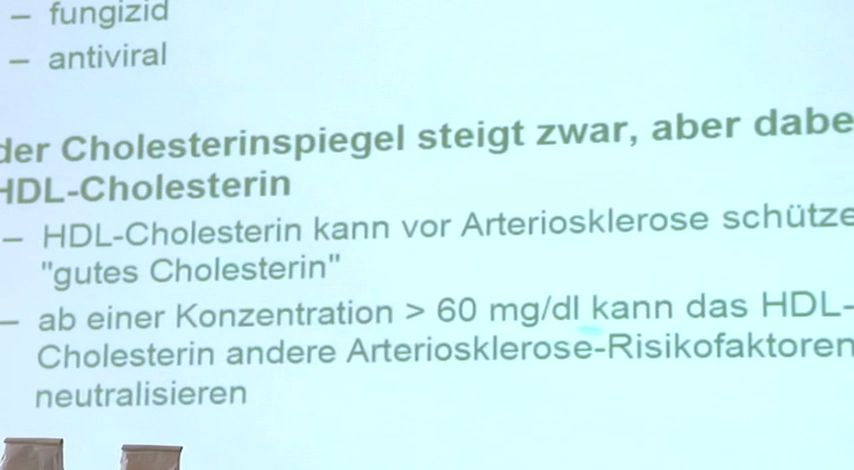 – fungizid
– antiviral
der Cholesterinspiegel steigt zwar, aber dabe
HDL-Cholesterin
– HDL-Cholesterin kann vor Arteriosklerose schütze
"gutes Cholesterin"
– ab einer Konzentration > 60 mg/dl kann das HDL-
Cholesterin andere Arteriosklerose-Risikofaktoren
neutralisieren